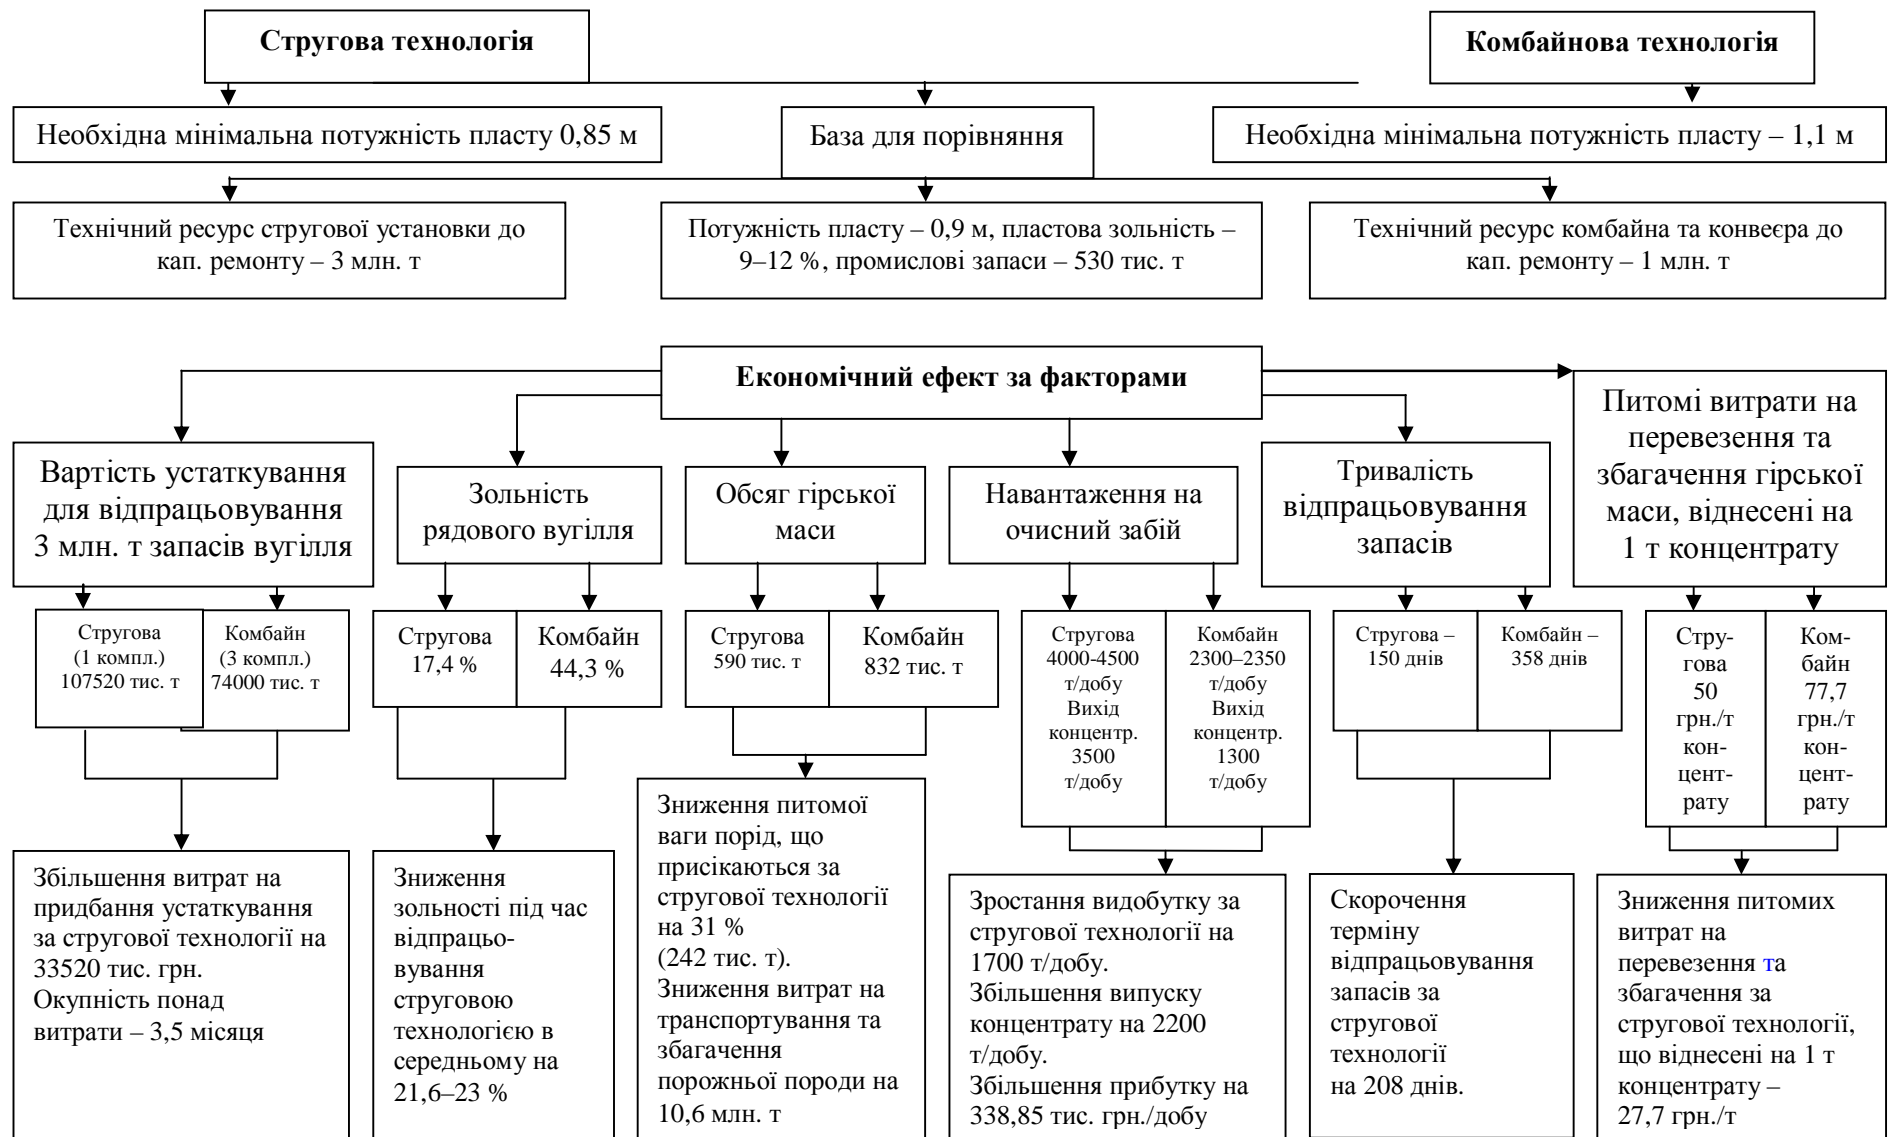 Стругова технологія
Комбайнова технологія
Необхідна мінімальна потужність пласту 0,85 м
База для порівняння
Необхідна мінімальна потужність пласту – 1,1 м
Технічний ресурс стругової установки до
кап. ремонту – 3 млн. т
Потужність пласту – 0,9 м, пластова зольність –
9–12 %, промислові запаси – 530 тис. т
Технічний ресурс комбайна та конвеєра до
кап. ремонту – 1 млн. т
Економічний ефект за факторами
Вартість устаткування
для відпрацьовування
3 млн. т запасів вугілля
Зольність
рядового вугілля
Обсяг гірської
маси
Навантаження на
очисний забій
Тривалість
відпрацьовування
запасів
Питомі витрати на
перевезення та
збагачення гірської
маси, віднесені на
1 т концентрату
Стругова
(1 компл.)
107520 тис. т
Комбайн
(3 компл.)
74000 тис. т
Стругова
17,4 %
Комбайн
44,3 %
Стругова
590 тис. т
Комбайн
832 тис. т
Стругова
4000-4500
т/добу
Вихід
концентр.
3500
т/добу
Комбайн
2300–2350
т/добу
Вихід
концентр.
1300
т/добу
Стругова –
150 днів
Комбайн –
358 днів
Стру-
гова
50
грн./т
кон-
цент-
рату
Ком-
байн
77,7
грн./т
кон-
цент-
рату
Збільшення витрат на
придбання устаткування
за стругової технології на
33520 тис. грн.
Окупність понад
витрати – 3,5 місяця
Зниження
зольності під час
відпрацьо-
вування
струговою
технологією в
середньому на
21,6–23 %
Зниження питомої
ваги порід, що
присікаються за
стругової технології
на 31 %
(242 тис. т).
Зниження витрат на
транспортування та
збагачення
порожньої породи на
10,6 млн. т
Зростання видобутку за
стругової технології на
1700 т/добу.
Збільшення випуску
концентрату на 2200
т/добу.
Збільшення прибутку на
338,85 тис. грн./добу
Скорочення
терміну
відпрацьовування
запасів за
стругової
технології
на 208 днів.
Зниження питомих
витрат на
перевезення та
збагачення за
стругової технології,
що віднесені на 1 т
концентрату –
27,7 грн./т